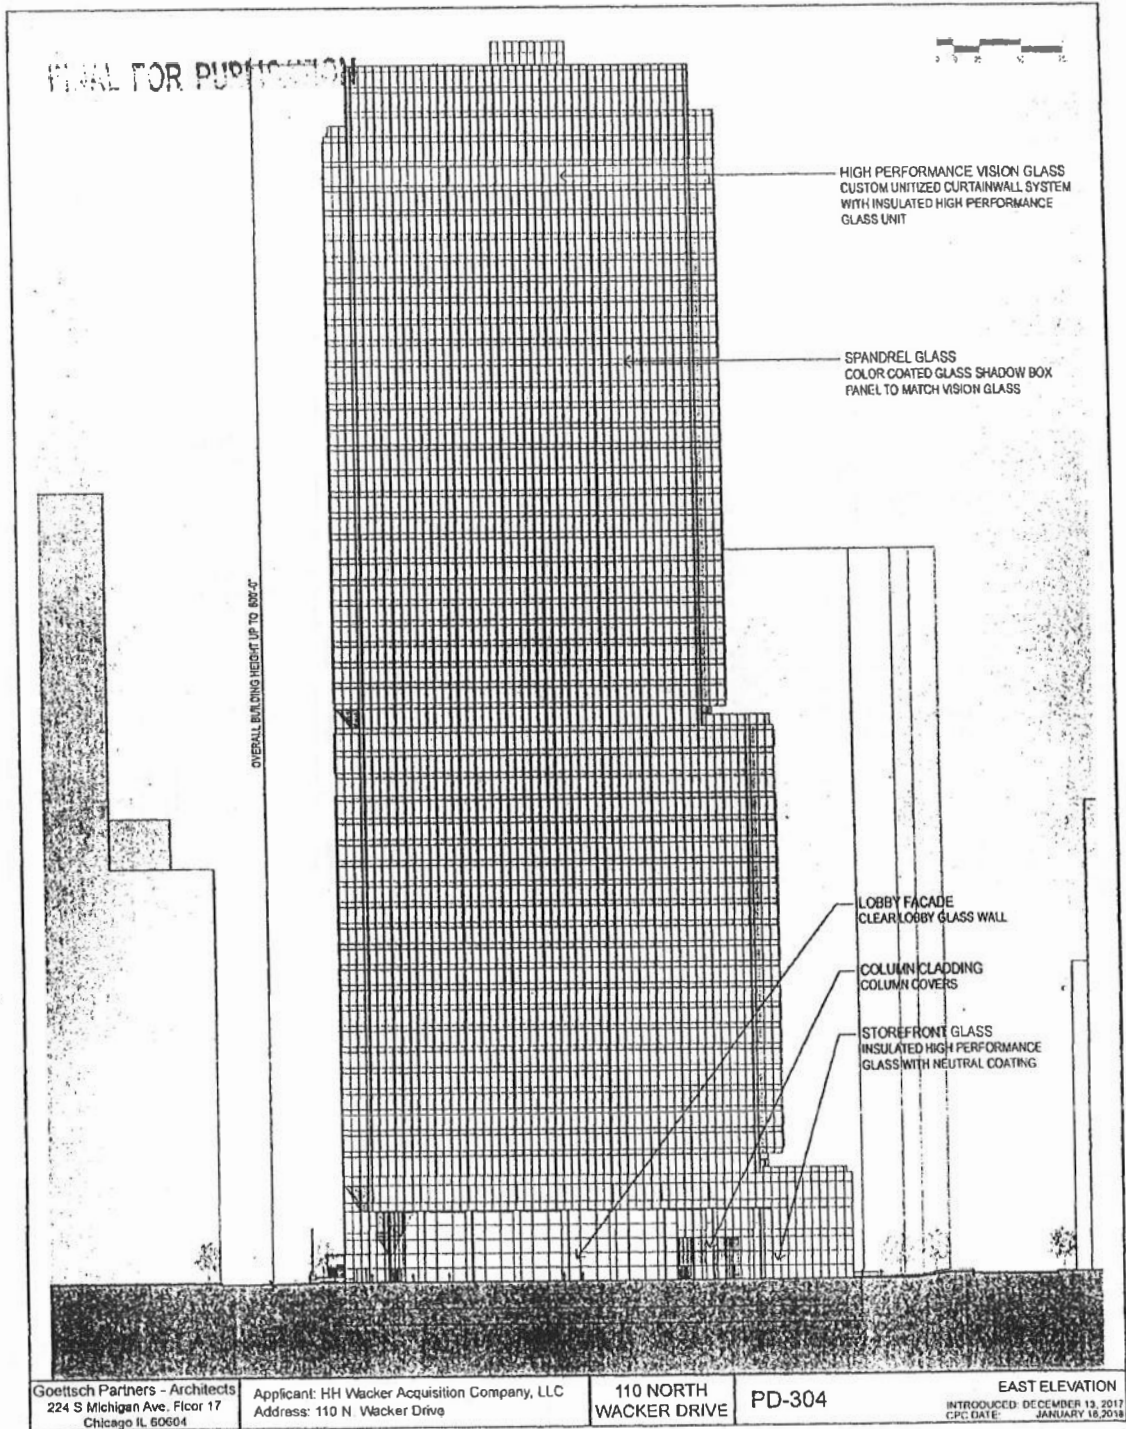 FINAL FOR PUBLICATION
HIGH PERFORMANCE VISION GLASS
CUSTOM UNITIZED CURTAINWALL SYSTEM
WITH INSULATED HIGH PERFORMANCE
GLASS UNIT
SPANDREL GLASS
COLOR COATED GLASS SHADOW BOX
PANEL TO MATCH VISION GLASS
OVERALL BUILDING HEIGHT UP TO 800'-0"
LOBBY FACADE
CLEAR LOBBY GLASS WALL
COLUMN CLADDING
COLUMN COVERS
STOREFRONT GLASS
INSULATED HIGH PERFORMANCE
GLASS WITH NEUTRAL COATING
Goettsch Partners - Architects
224 S Michigan Ave. Floor 17
Chicago IL 60604
Applicant: HH Wacker Acquisition Company, LLC
Address: 110 N. Wacker Drive
110 NORTH
WACKER DRIVE
PD-304
EAST ELEVATION
INTRODUCED: DECEMBER 13, 2017
CPC DATE: JANUARY 18, 2018